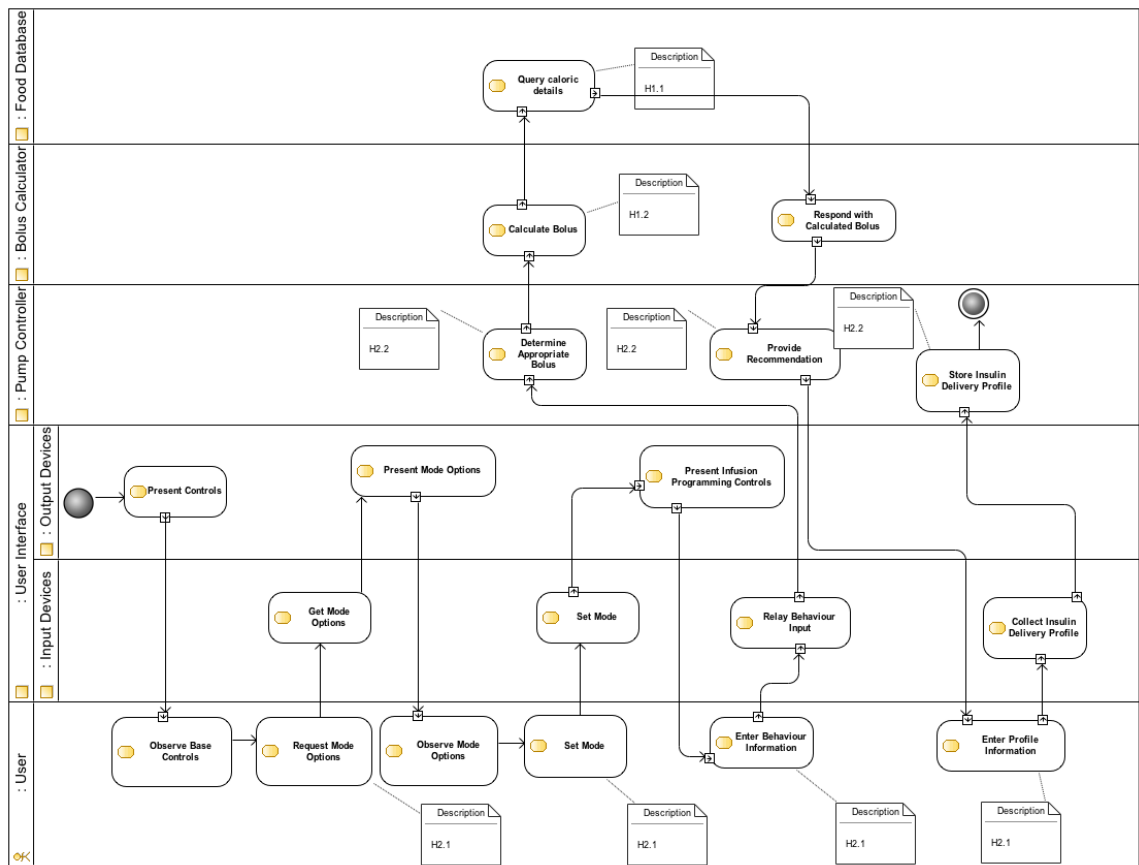 : Food Database
Query caloric
details
Description
H1.1
: Bolus Calculator
Calculate Bolus
Description
H1.2
Respond with
Calculated Bolus
: Pump Controller
Description
H2.2
Determine
Appropriate
Bolus
Description
H2.2
Provide
Recommendation
Description
H2.2
Store Insulin
Delivery Profile
: User Interface
: Output Devices
Present Controls
Present Mode Options
Present Infusion
Programming Controls
: Input Devices
Get Mode
Options
Set Mode
Relay Behaviour
Input
Collect Insulin
Delivery Profile
: User
Observe Base
Controls
Request Mode
Options
Observe Mode
Options
Set Mode
Enter Behaviour
Information
Enter Profile
Information
Description
H2.1
Description
H2.1
Description
H2.1
Description
H2.1